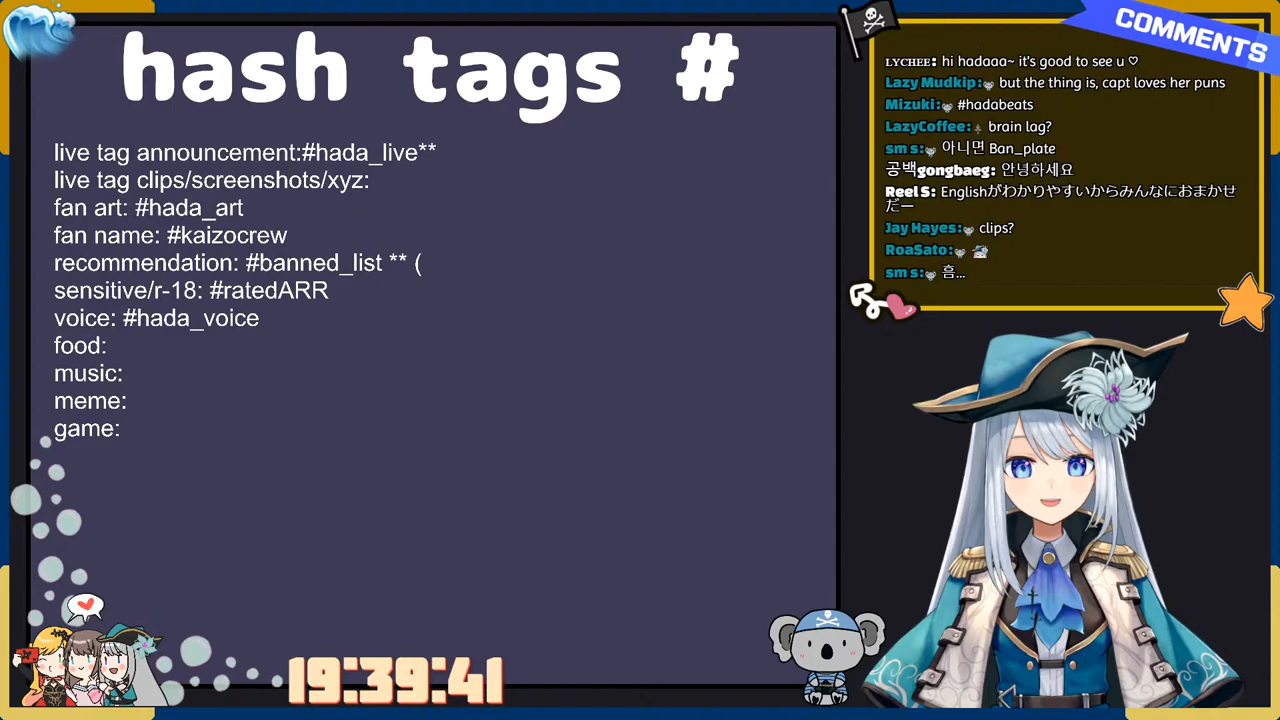 hash tags #
live tag announcement:#hada_live**
live tag clips/screenshots/xyz:
fan art: #hada_art
fan name: #kaizocrew
recommendation: #banned_list ** (
sensitive/r-18: #ratedARR
voice: #hada_voice
food:
music:
meme:
game:
19:39:41
COMMENTS
LYCHEE: hi hadaaa~ it's good to see u ♡
Lazy Mudkip: but the thing is, capt loves her puns
Mizuki: #hadabeats
LazyCoffee: brain lag?
sm s: 아니면 Ban_plate
공백gongbaeg: 안녕하세요
Reel S: Englishがわかりやすいからみんなにおまかせ
だー
Jay Hayes: clips?
RoaSato:
sm s: 흠...